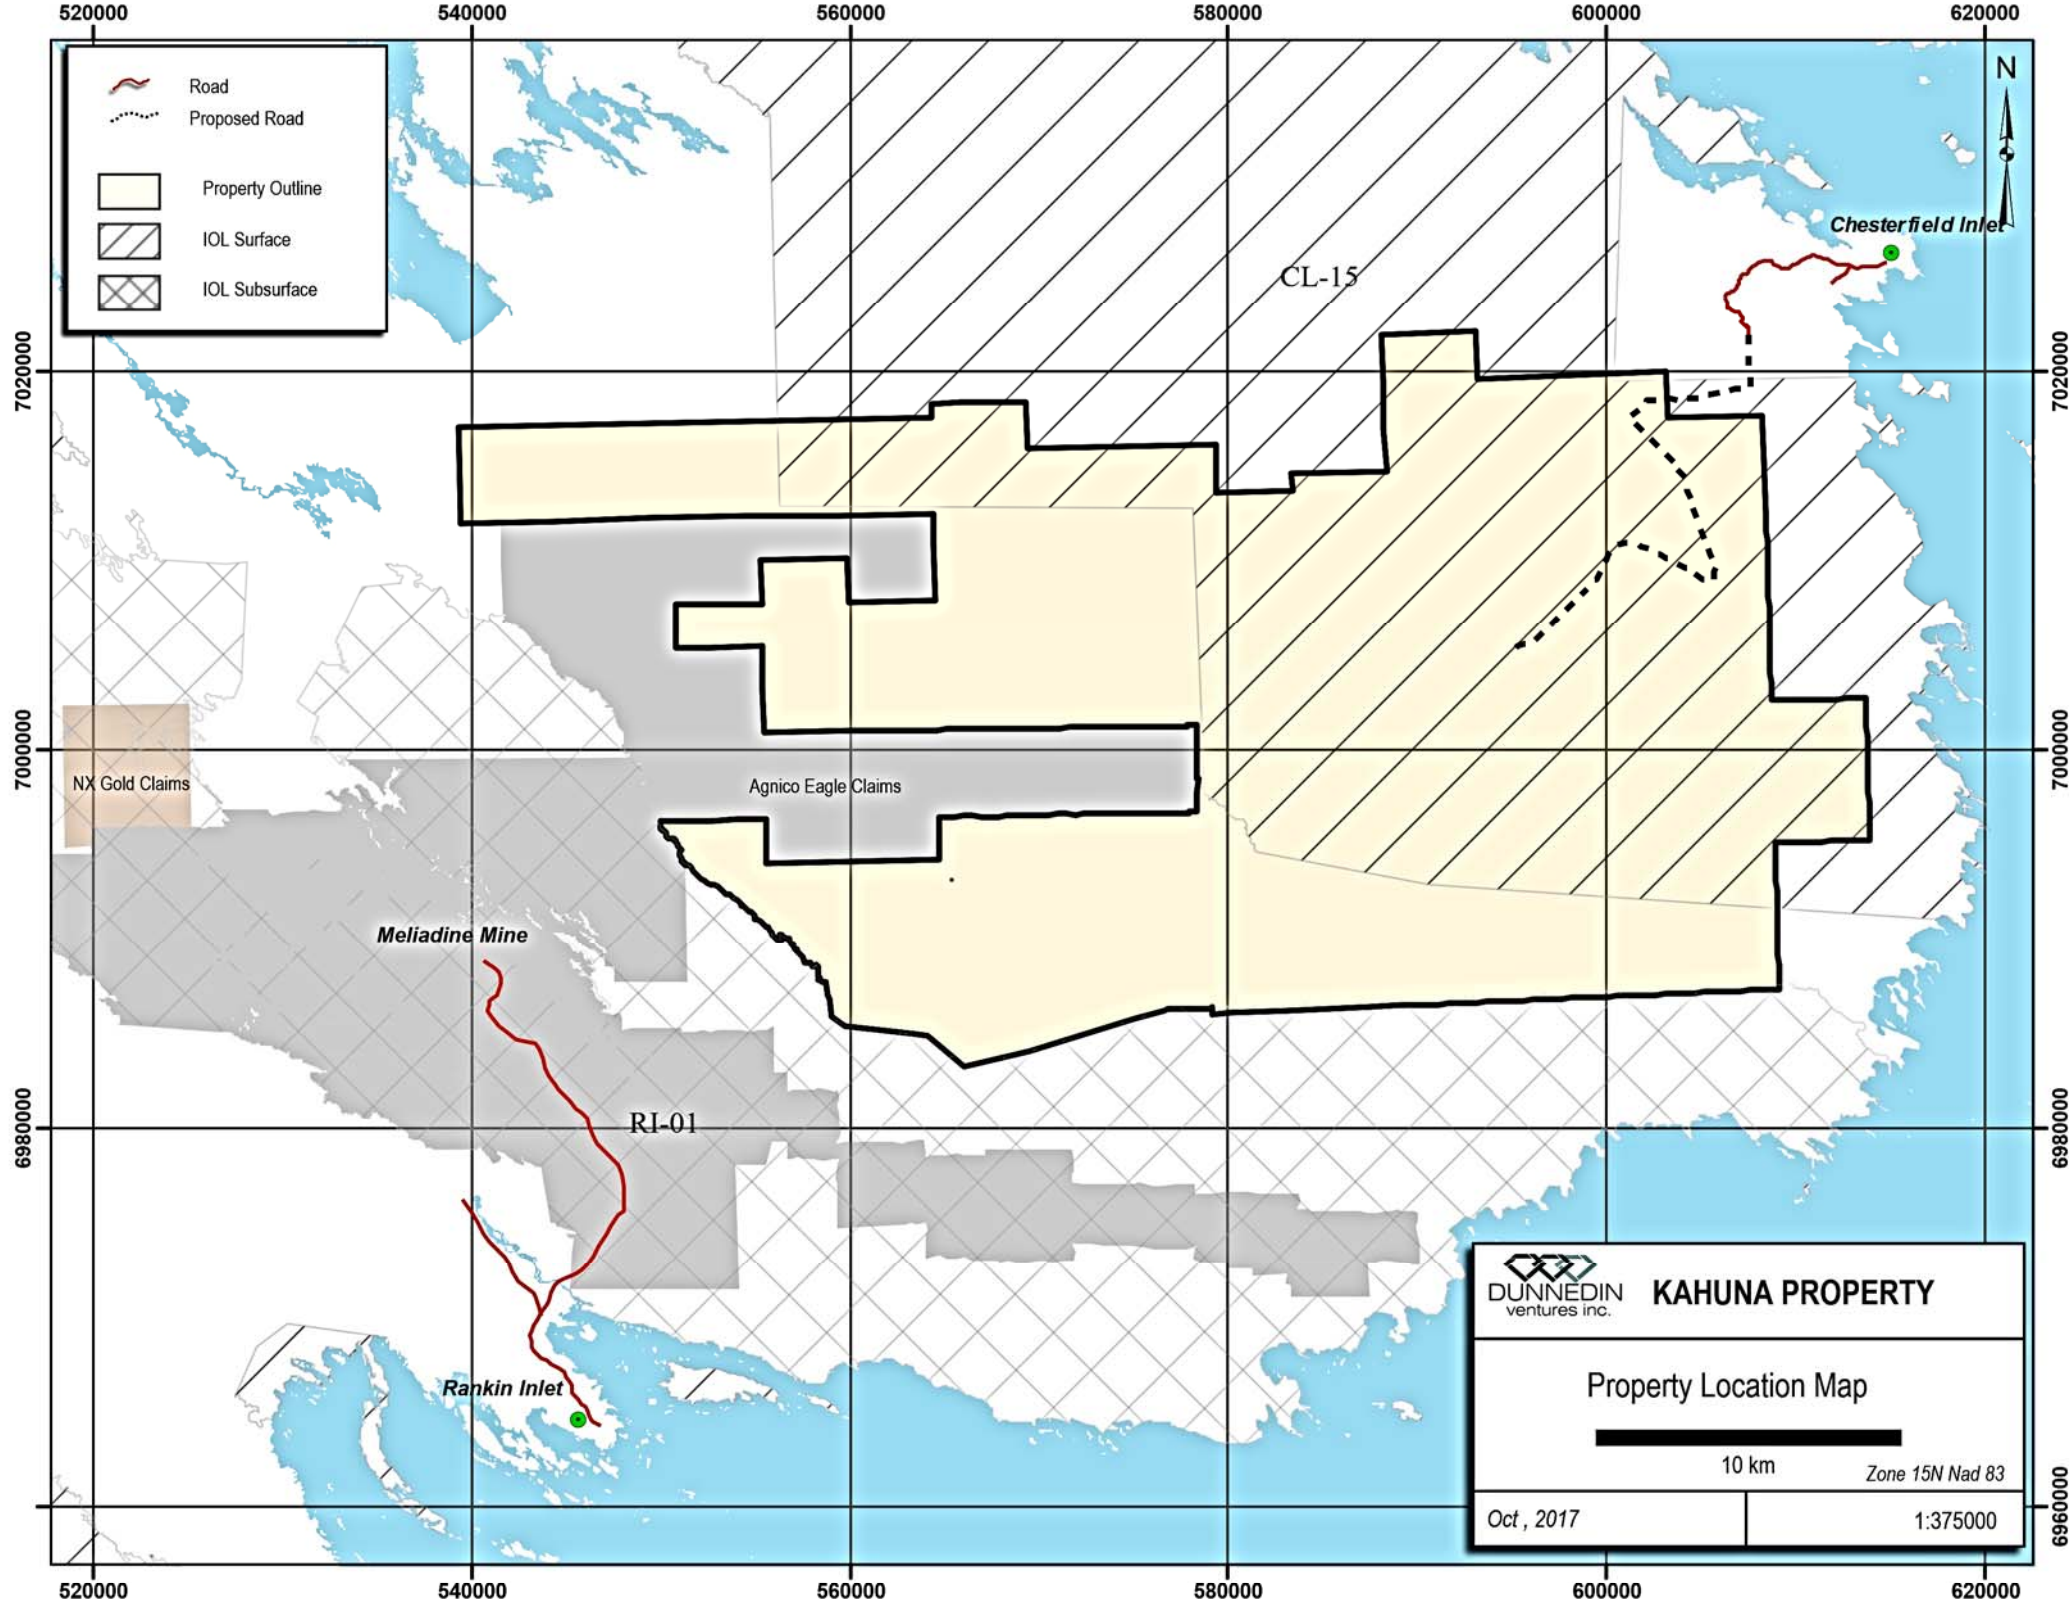 520000 540000 560000 580000 600000 620000
Road
Proposed Road
Property Outline
IOL Surface
IOL Subsurface
N
Chesterfield Inlet
CL-15
7020000 7020000
7000000 7000000
NX Gold Claims
Agnico Eagle Claims
Meliadine Mine
RI-01
6980000 6980000
Rankin Inlet
DUNNEDIN
ventures inc.
KAHUNA PROPERTY
Property Location Map
10 km
Zone 15N Nad 83
Oct , 2017
1:375000
6960000
520000 540000 560000 580000 600000 620000